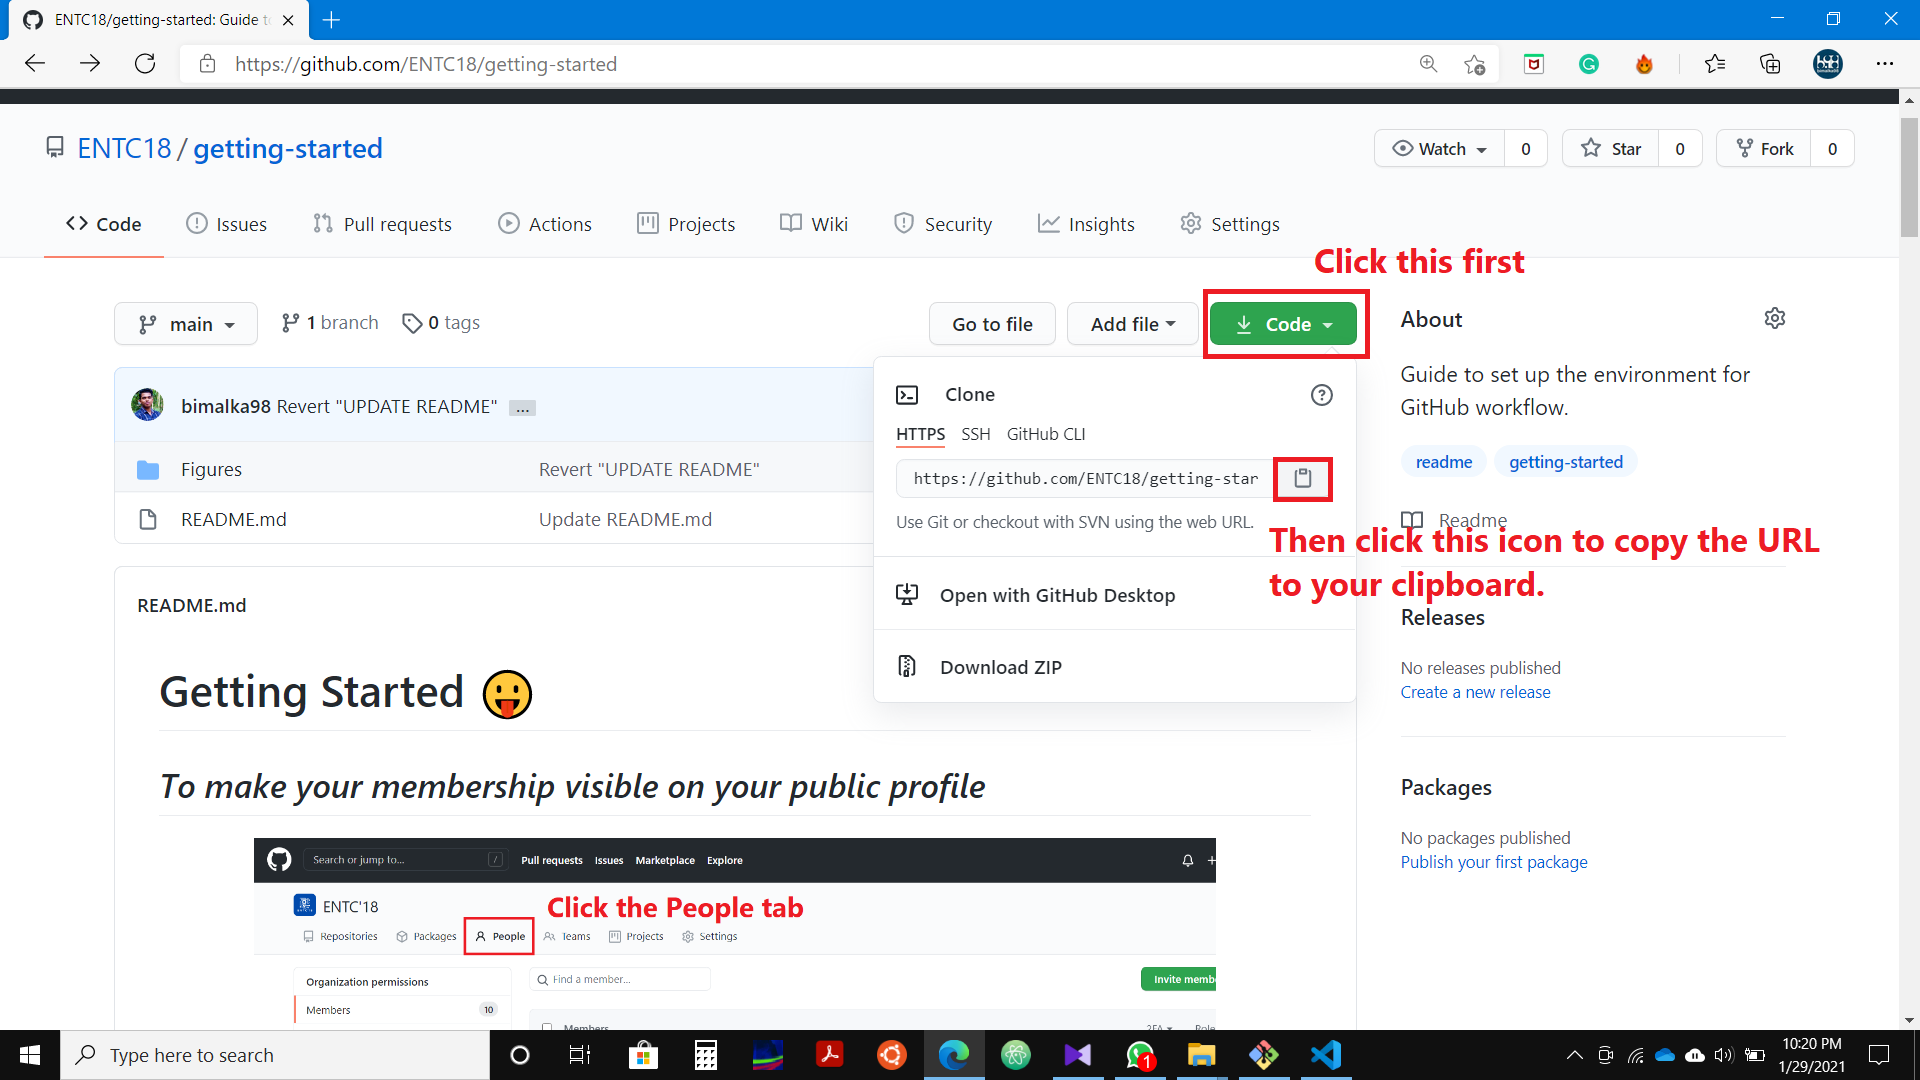 ENTC18/getting-started: Guide t
https://github.com/ENTC18/getting-started
ENTC18 / getting-started
Watch 0
Star 0
Fork 0
Code
Issues
Pull requests
Actions
Projects
Wiki
Security
Insights
Settings
Click this first
main
1 branch
0 tags
Go to file
Add file
Code
About
Guide to set up the environment for
GitHub workflow.
readme getting-started
Readme
bimalka98 Revert "UPDATE README" ...
Figures Revert "UPDATE README"
README.md Update README.md
Clone
HTTPS SSH GitHub CLI
https://github.com/ENTC18/getting-star
Use Git or checkout with SVN using the web URL.
Then click this icon to copy the URL
to your clipboard.
Open with GitHub Desktop
Download ZIP
Releases
No releases published
Create a new release
Packages
No packages published
Publish your first package
README.md
Getting Started
To make your membership visible on your public profile
Search or jump to... /
Pull requests Issues Marketplace Explore
ENTC'18
Click the People tab
Repositories Packages People Teams Projects Settings
Organization permissions
Members 10
Find a member...
Invite memb
Members
2FA Role
Type here to search
1
10:20 PM
1/29/2021